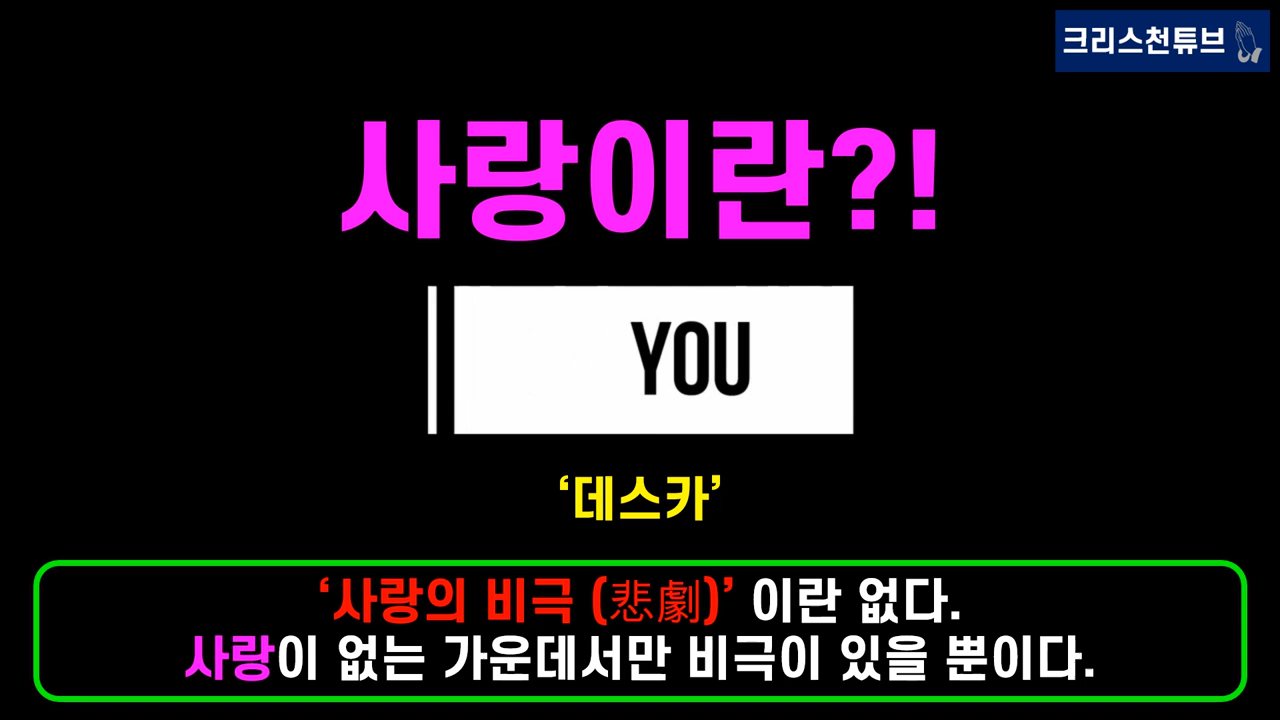 크리스천튜브
사랑이란?!
YOU
‘데스카’
‘사랑의 비극 (悲劇)’ 이란 없다.
사랑이 없는 가운데서만 비극이 있을 뿐이다.